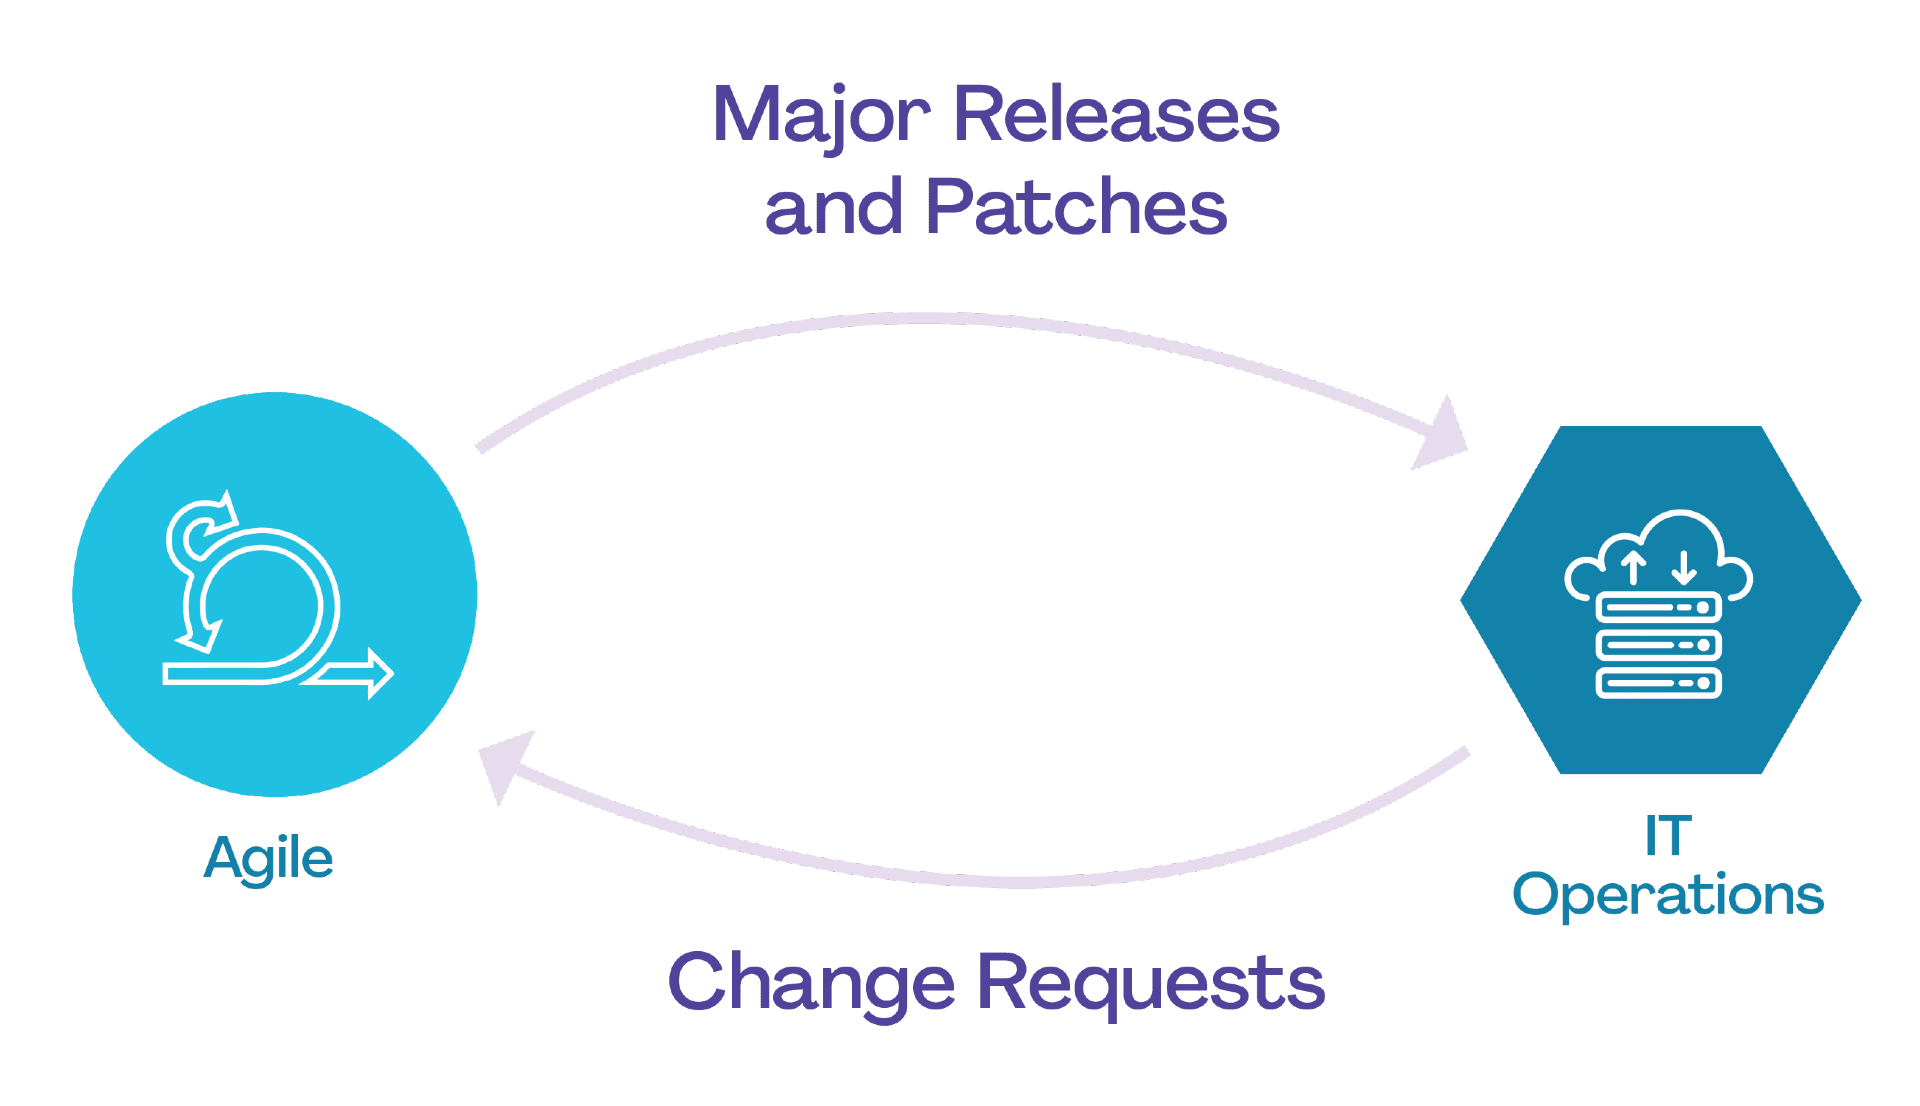 Major Releases
and Patches
Agile
IT
Operations
Change Requests